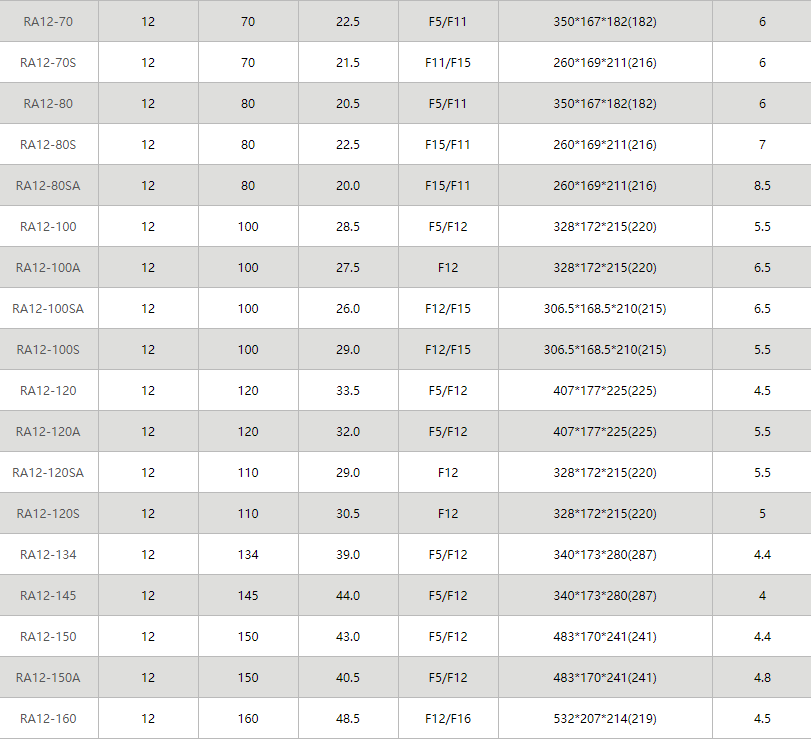 RA12-70 12 70 22.5 F5/F11 350*167*182(182) 6
RA12-70S 12 70 21.5 F11/F15 260*169*211(216) 6
RA12-80 12 80 20.5 F5/F11 350*167*182(182) 6
RA12-80S 12 80 22.5 F15/F11 260*169*211(216) 7
RA12-80SA 12 80 20.0 F15/F11 260*169*211(216) 8.5
RA12-100 12 100 28.5 F5/F12 328*172*215(220) 5.5
RA12-100A 12 100 27.5 F12 328*172*215(220) 6.5
RA12-100SA 12 100 26.0 F12/F15 306.5*168.5*210(215) 6.5
RA12-100S 12 100 29.0 F12/F15 306.5*168.5*210(215) 5.5
RA12-120 12 120 33.5 F5/F12 407*177*225(225) 4.5
RA12-120A 12 120 32.0 F5/F12 407*177*225(225) 5.5
RA12-120SA 12 110 29.0 F12 328*172*215(220) 5.5
RA12-120S 12 110 30.5 F12 328*172*215(220) 5
RA12-134 12 134 39.0 F5/F12 340*173*280(287) 4.4
RA12-145 12 145 44.0 F5/F12 340*173*280(287) 4
RA12-150 12 150 43.0 F5/F12 483*170*241(241) 4.4
RA12-150A 12 150 40.5 F5/F12 483*170*241(241) 4.8
RA12-160 12 160 48.5 F12/F16 532*207*214(219) 4.5